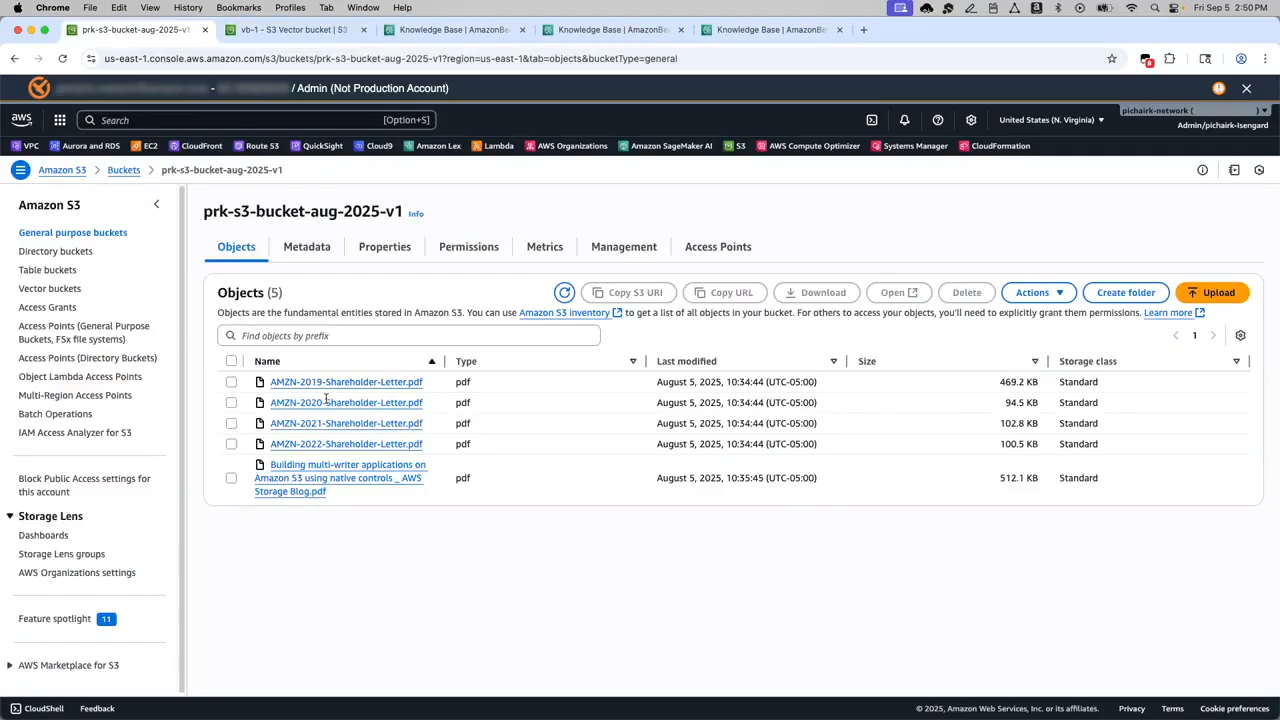 Chrome File Edit View History Bookmarks Profiles Tab Window Help Fri Sep 5 2:50 PM
prk-s3-bucket-aug-2025-v1 - vb-1 - S3 Vector bucket | S3 Knowledge Base | AmazonBe Knowledge Base | AmazonBe Knowledge Base | AmazonBe
us-east-1.console.aws.amazon.com/s3/buckets/prk-s3-bucket-aug-2025-v1?region=us-east-1&tab=objects&bucketType=general
/ Admin (Not Production Account)
aws Search [Option+S] United States (N. Virginia) pichairk-network ( )
Admin/pichairk-Isengard
VPC Aurora and RDS EC2 CloudFront Route 53 QuickSight Cloud9 Amazon Lex Lambda AWS Organizations Amazon SageMaker AI S3 AWS Compute Optimizer Systems Manager CloudFormation
Amazon S3 > Buckets > prk-s3-bucket-aug-2025-v1
Amazon S3
General purpose buckets
Directory buckets
Table buckets
Vector buckets
Access Grants
Access Points (General Purpose
Buckets, FSx file systems)
Access Points (Directory Buckets)
Object Lambda Access Points
Multi-Region Access Points
Batch Operations
IAM Access Analyzer for S3
Block Public Access settings for
this account
Storage Lens
Dashboards
Storage Lens groups
AWS Organizations settings
Feature spotlight 11
AWS Marketplace for S3
prk-s3-bucket-aug-2025-v1 Info
Objects Metadata Properties Permissions Metrics Management Access Points
Objects (5) Copy S3 URI Copy URL Download Open Delete Actions Create folder Upload
Objects are the fundamental entities stored in Amazon S3. You can use Amazon S3 inventory to get a list of all objects in your bucket. For others to access your objects, you'll need to explicitly grant them permissions. Learn more
Find objects by prefix 1
Name Type Last modified Size Storage class
AMZN-2019-Shareholder-Letter.pdf pdf August 5, 2025, 10:34:44 (UTC-05:00) 469.2 KB Standard
AMZN-2020-Shareholder-Letter.pdf pdf August 5, 2025, 10:34:44 (UTC-05:00) 94.5 KB Standard
AMZN-2021-Shareholder-Letter.pdf pdf August 5, 2025, 10:34:44 (UTC-05:00) 102.8 KB Standard
AMZN-2022-Shareholder-Letter.pdf pdf August 5, 2025, 10:34:44 (UTC-05:00) 100.5 KB Standard
Building multi-writer applications on
Amazon S3 using native controls _ AWS pdf August 5, 2025, 10:35:45 (UTC-05:00) 512.1 KB Standard
Storage Blog.pdf
CloudShell Feedback © 2025, Amazon Web Services, Inc. or its affiliates. Privacy Terms Cookie preferences